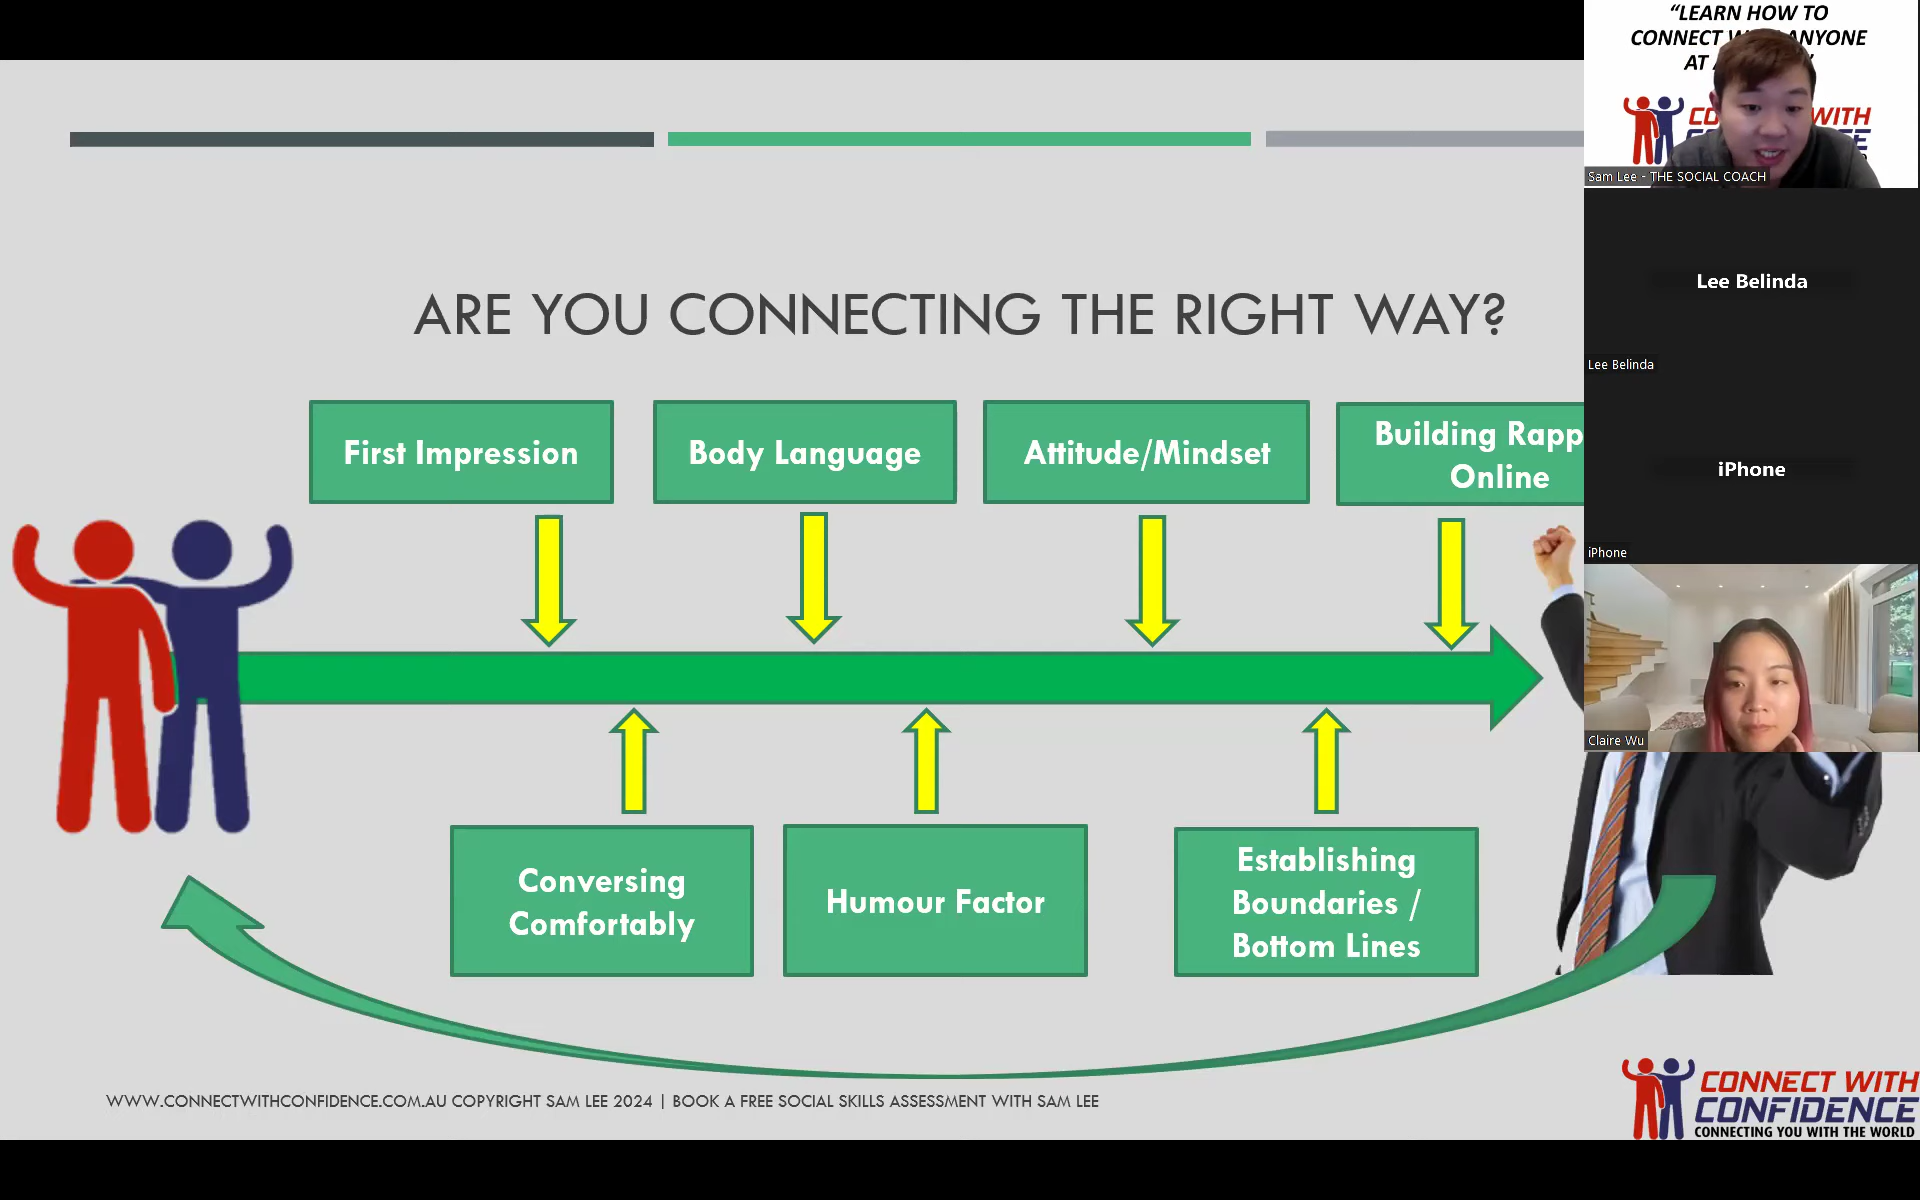 "LEARN HOW TO
CONNECT ANYONE
AT
WITH
Sam Lee - THE SOCIAL COACH
Lee Belinda
Lee Belinda
iPhone
iPhone
Claire Wu
ARE YOU CONNECTING THE RIGHT WAY?
First Impression
Body Language
Attitude/Mindset
Building
Online
Conversing
Comfortably
Humour Factor
Establishing
Boundaries /
Bottom Lines
WWW.CONNECTWITHCONFIDENCE.COM.AU COPYRIGHT SAM LEE 2024 | BOOK A FREE SOCIAL SKILLS ASSESSMENT WITH SAM LEE
CONNECT WITH
CONFIDENCE
CONNECTING YOU WITH THE WORLD